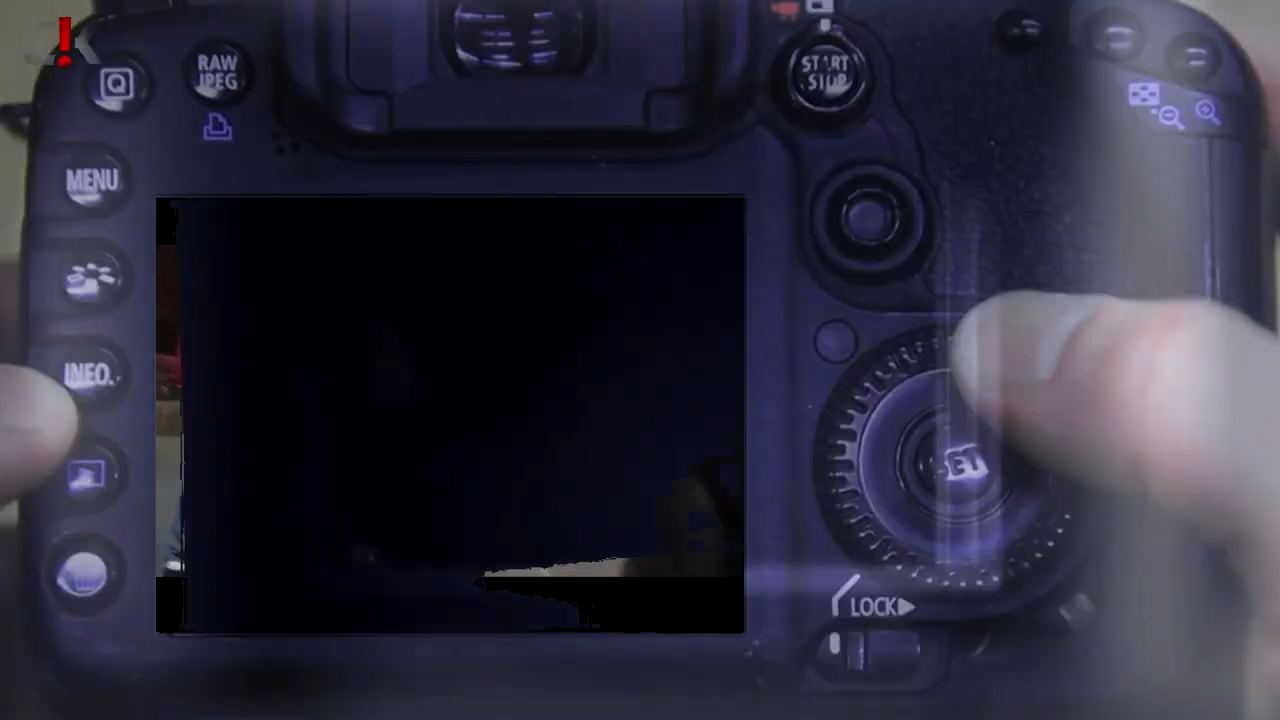 Q
RAW
JPEG
START
STOP
MENU
INFO.
SET
LOCK